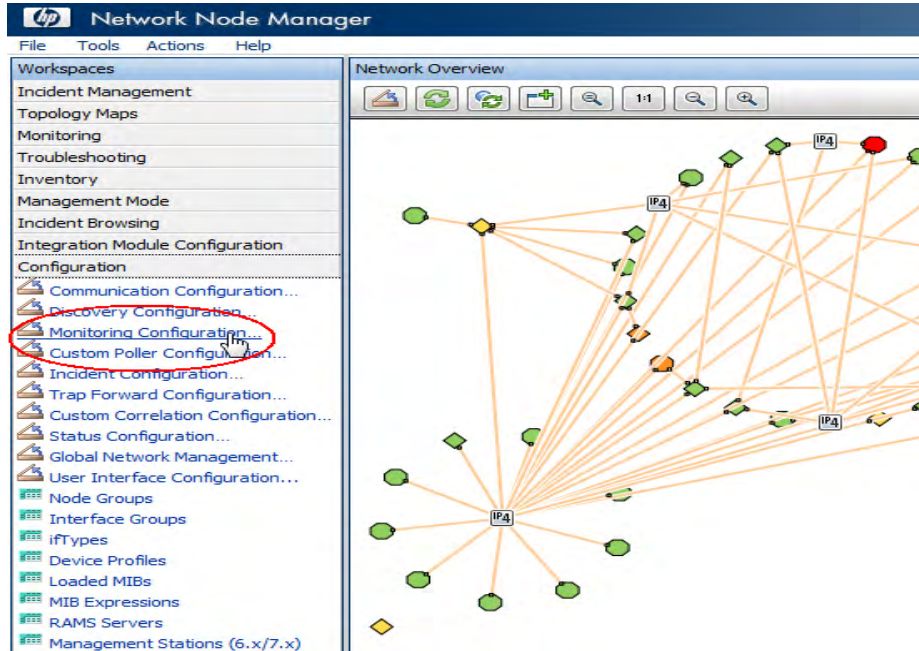 hp Network Node Manager
File Tools Actions Help
Workspaces
Incident Management
Topology Maps
Monitoring
Troubleshooting
Inventory
Management Mode
Incident Browsing
Integration Module Configuration
Configuration
Communication Configuration...
Discovery Configuration...
Monitoring Configuration...
Custom Poller Configuration...
Incident Configuration...
Trap Forward Configuration...
Custom Correlation Configuration...
Status Configuration...
Global Network Management...
User Interface Configuration...
Node Groups
Interface Groups
ifTypes
Device Profiles
Loaded MIBs
MIB Expressions
RAMS Servers
Management Stations (6.x/7.x)
Network Overview
1:1
IP4
IP4
IP4
IP4